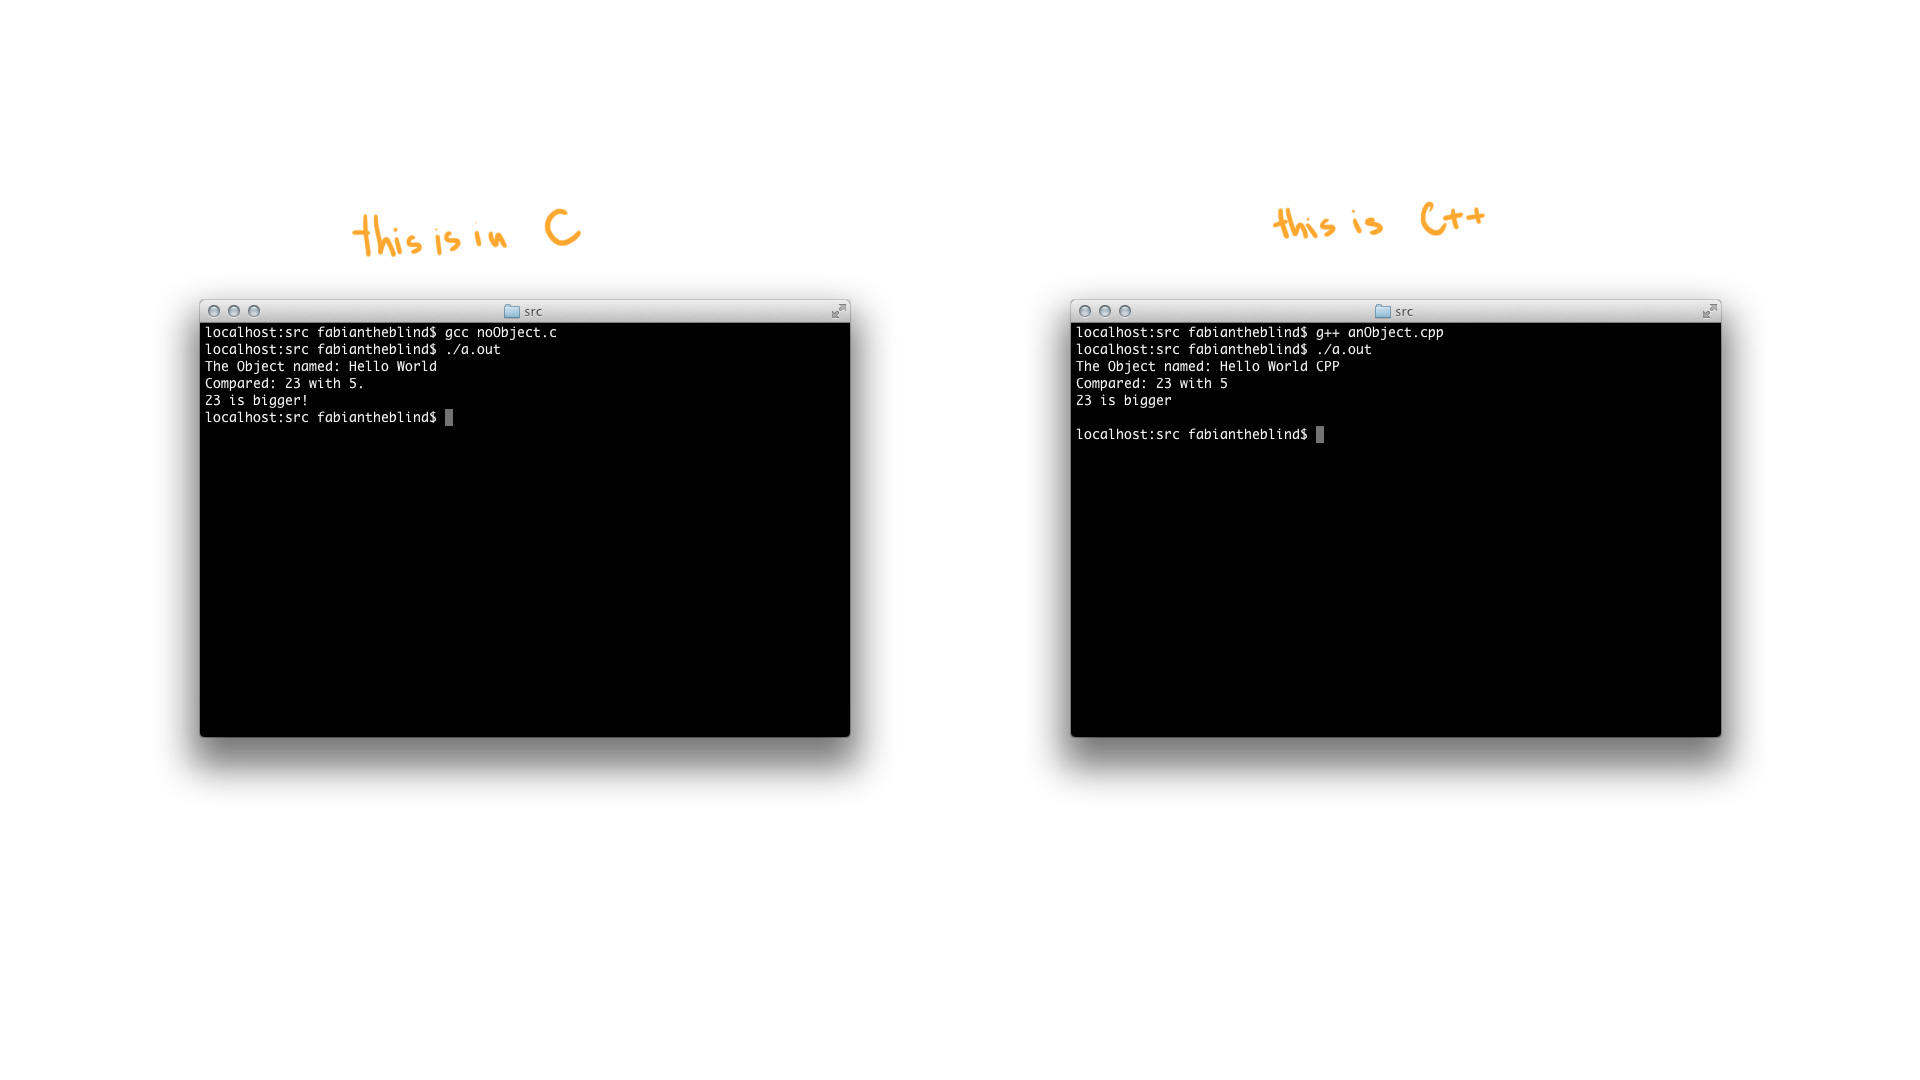 this is in C
src
localhost:src fabiantheblind$ gcc noObject.c
localhost:src fabiantheblind$ ./a.out
The Object named: Hello World
Compared: 23 with 5.
23 is bigger!
localhost:src fabiantheblind$
this is C++
src
localhost:src fabiantheblind$ g++ anObject.cpp
localhost:src fabiantheblind$ ./a.out
The Object named: Hello World CPP
Compared: 23 with 5
23 is bigger
localhost:src fabiantheblind$